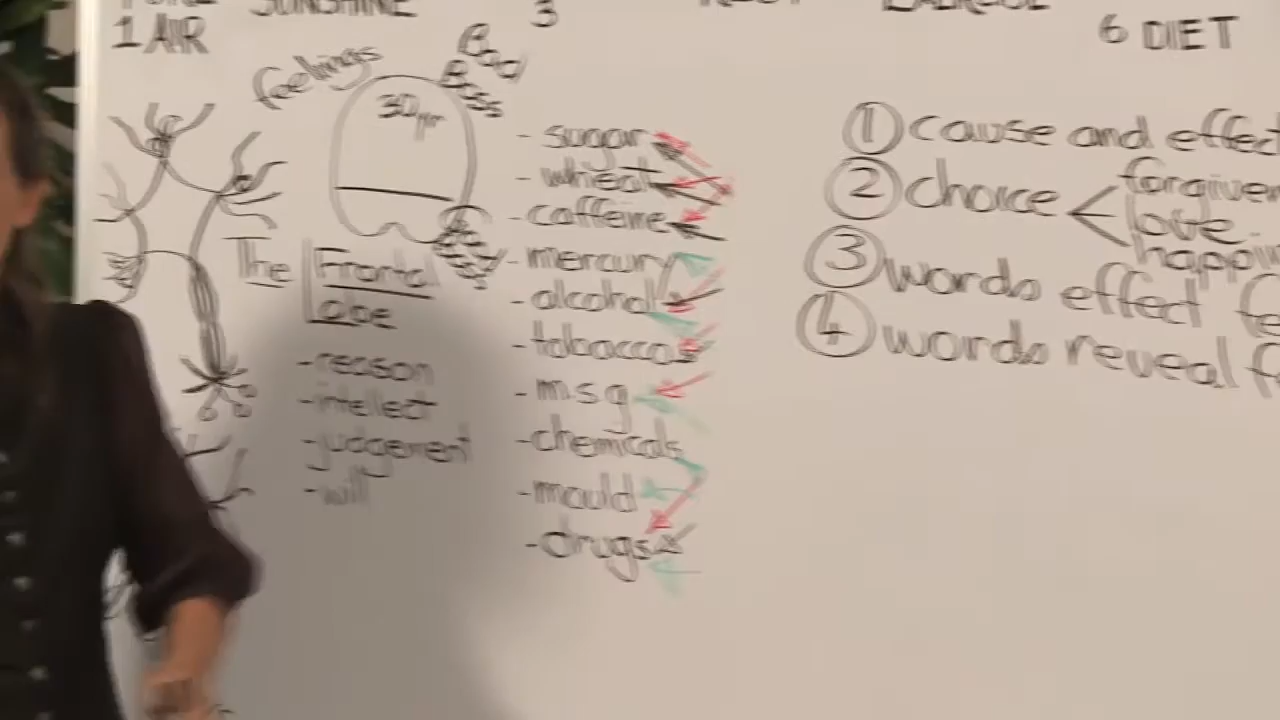 SUNSHINE 3
1 AIR
6 DIET
feelings
Bad
Boss
30yr
The Frontal
Lobe
-reason
-intellect
-judgement
-will
-sugar
-wheat
-caffeine
-mercury
-alcohol
-tobacco
-m.s.g
-chemicals
-mould
-drugs
① cause and effect
② choice < forgiven
love
happin
③ words effect fe
④ words reveal f